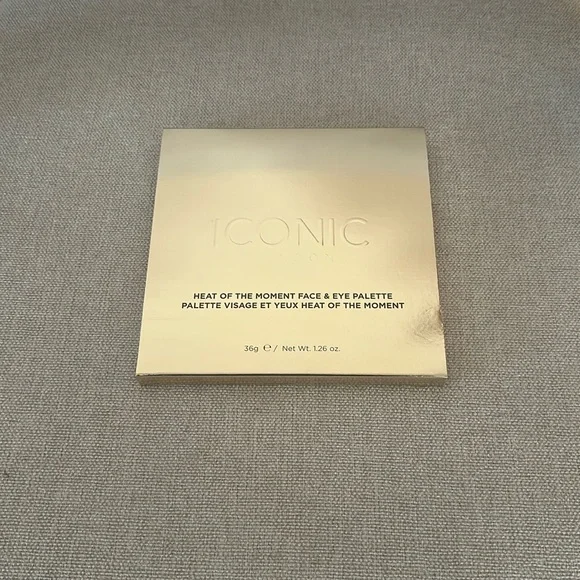 ICONIC
LONDON
HEAT OF THE MOMENT FACE & EYE PALETTE
PALETTE VISAGE ET YEUX HEAT OF THE MOMENT
36g ℮ / Net Wt. 1.26 oz.